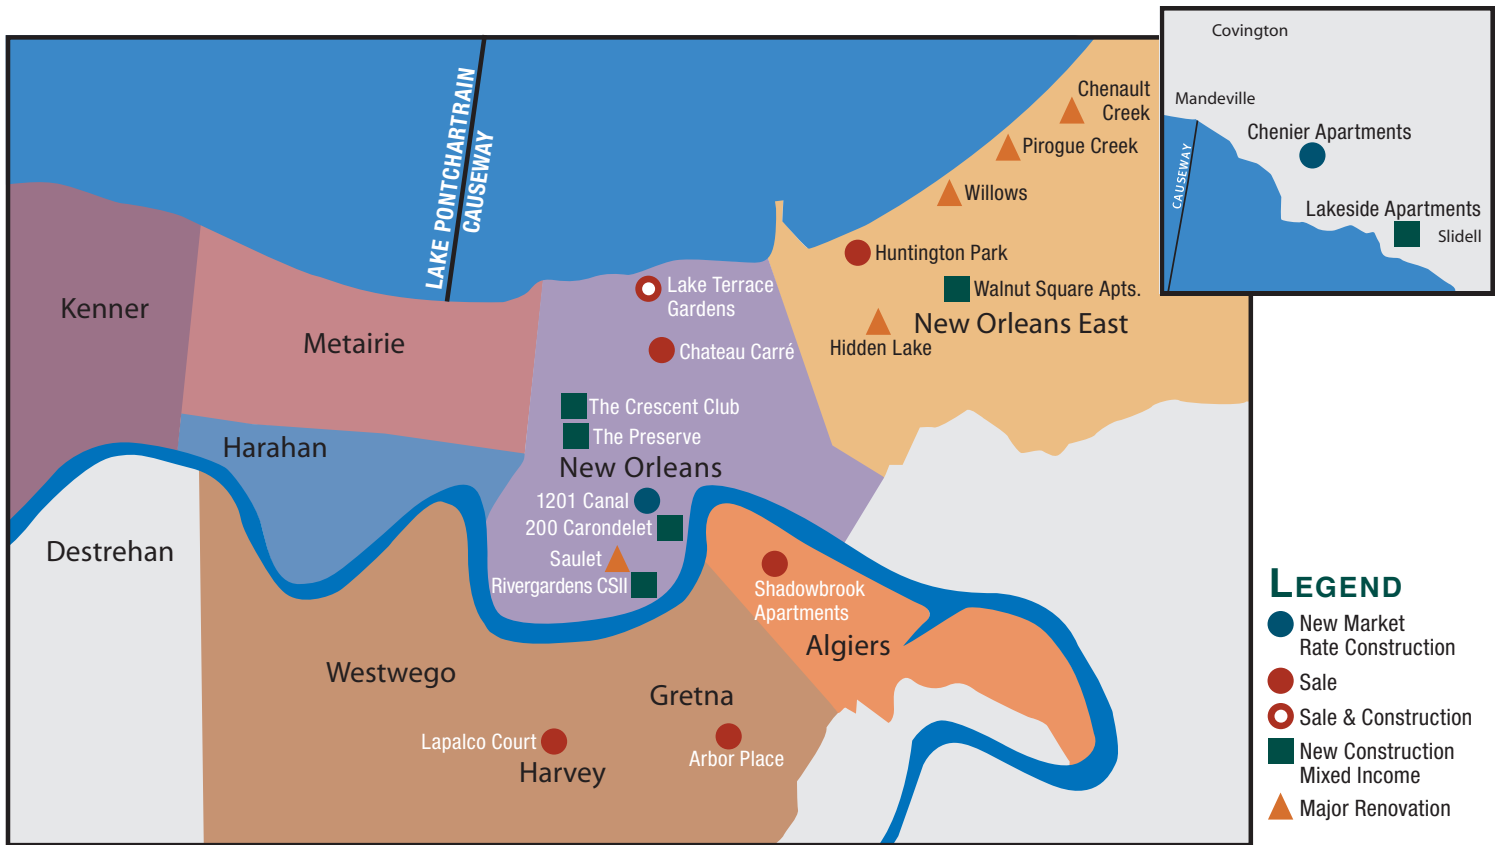 Covington
Mandeville
Chenier Apartments
CAUSEWAY
Lakeside Apartments
Slidell
LAKE PONTCHARTRAIN
CAUSEWAY
Chenault
Creek
Pirogue Creek
Willows
Huntington Park
Walnut Square Apts.
New Orleans East
Hidden Lake
Kenner
Metairie
Harahan
Destrehan
Lake Terrace
Gardens
Chateau Carré
The Crescent Club
The Preserve
New Orleans
1201 Canal
200 Carondelet
Saulet
Rivergardens CSII
Shadowbrook
Apartments
Algiers
Westwego
Gretna
Lapalco Court
Harvey
Arbor Place
LEGEND
New Market
Rate Construction
Sale
Sale & Construction
New Construction
Mixed Income
Major Renovation